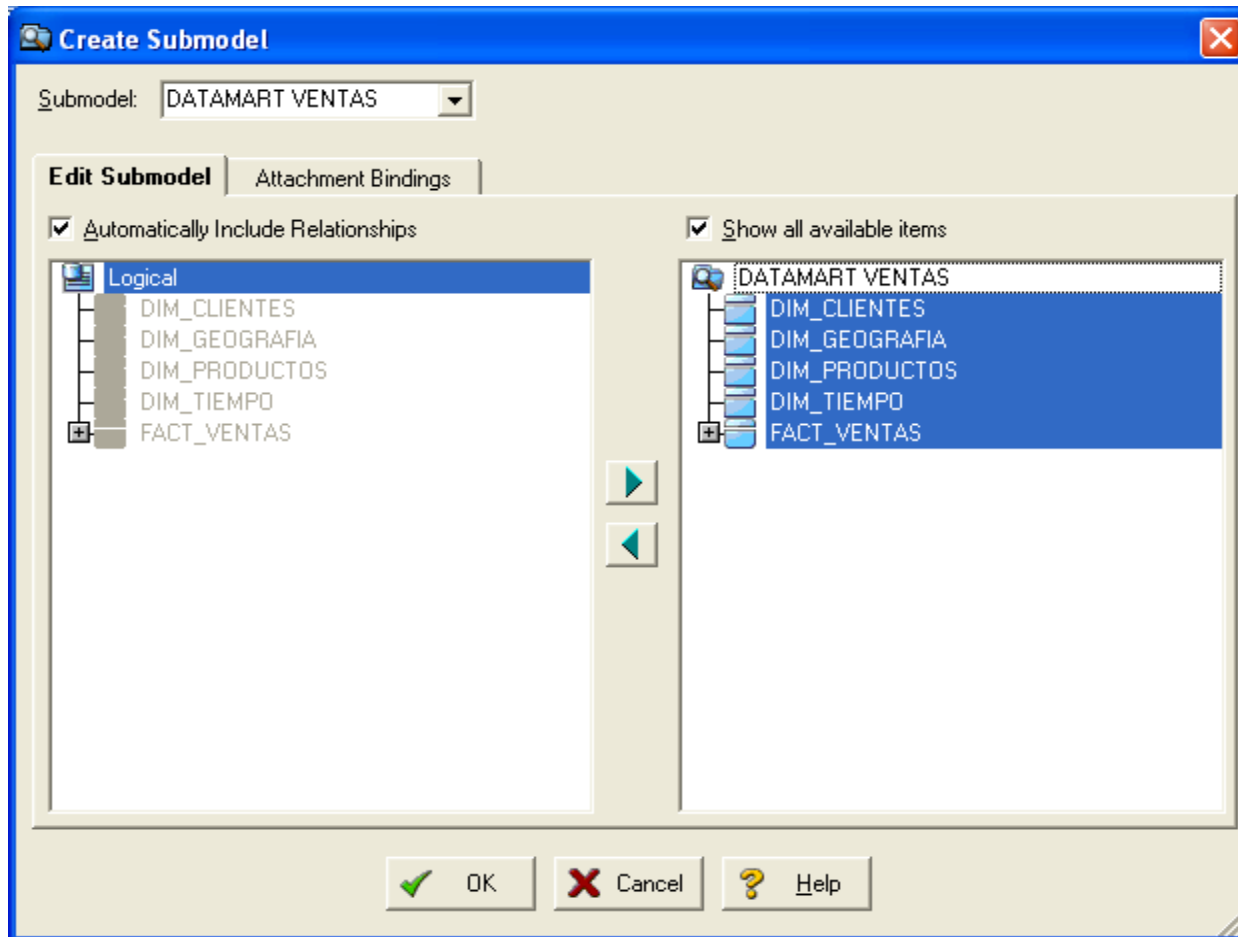 Create Submodel
Submodel: DATAMART VENTAS
Edit Submodel Attachment Bindings
Automatically Include Relationships
Show all available items
Logical
DIM_CLIENTES
DIM_GEOGRAFIA
DIM_PRODUCTOS
DIM_TIEMPO
FACT_VENTAS
DATAMART VENTAS
DIM_CLIENTES
DIM_GEOGRAFIA
DIM_PRODUCTOS
DIM_TIEMPO
FACT_VENTAS
OK Cancel Help